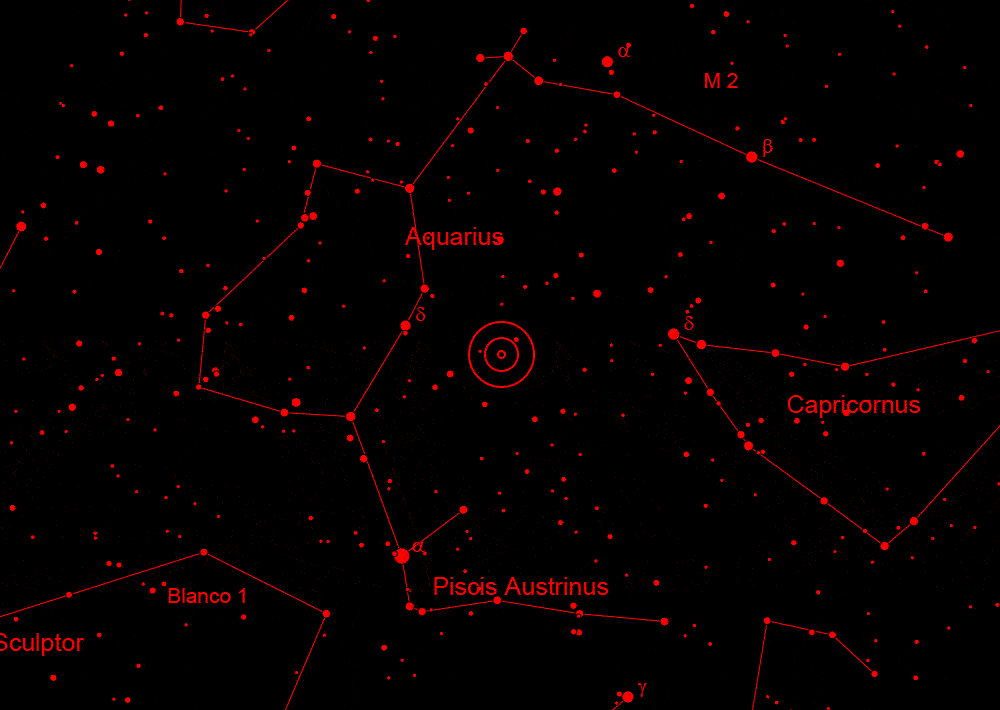 α
M 2
β
Aquarius
δ
δ
Capricornus
α
Piscis Austrinus
Blanco 1
Sculptor
γ